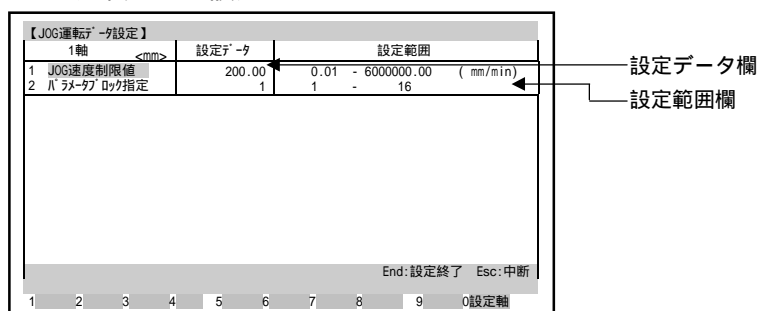 【JOG運転ﾃﾞｰﾀ設定】
1軸 <mm> 設定ﾃﾞｰﾀ 設定範囲
1 JOG速度制限値 200.00 0.01 - 6000000.00 ( mm/min)
2 ﾊﾟﾗﾒｰﾀﾌﾞﾛｯｸ指定 1 1 - 16
設定データ欄
設定範囲欄
End:設定終了 Esc:中断
1 2 3 4 5 6 7 8 9 0設定軸